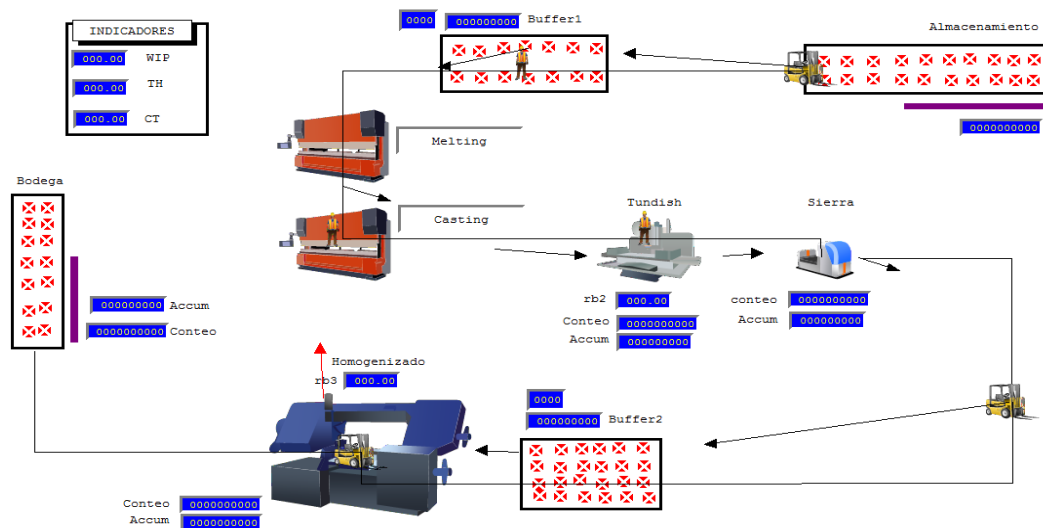 0000 000000000 Buffer1
INDICADORES
000.00 WIP
000.00 TH
000.00 CT
Almacenamiento
0000000000
Melting
Bodega
Casting
Tundish
Sierra
000000000 Accum
0000000000 Conteo
rb2 000.00
Conteo 0000000000
Accum 000000000
conteo 0000000000
Accum 000000000
Homogenizado
rb3 000.00
0000
000000000 Buffer2
Conteo 0000000000
Accum 0000000000